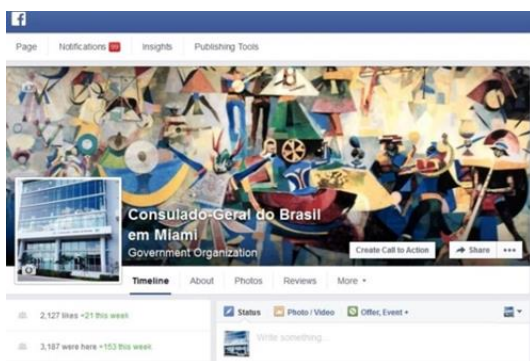 f
Page Notifications 99 Insights Publishing Tools
Consulado-Geral do Brasil
em Miami
Government Organization
Create Call to Action Share •••
Timeline About Photos Reviews More
2,127 likes +21 this week
3,187 were here +153 this week
Status Photo / Video Offer, Event +
Write something...